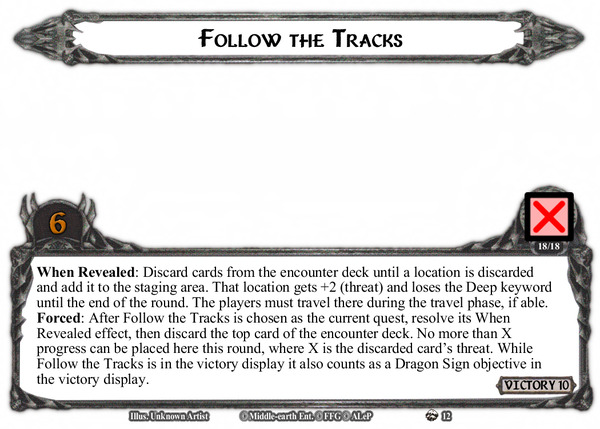 Follow the Tracks
6
18/18
When Revealed: Discard cards from the encounter deck until a location is discarded
and add it to the staging area. That location gets +2 (threat) and loses the Deep keyword
until the end of the round. The players must travel there during the travel phase, if able.
Forced: After Follow the Tracks is chosen as the current quest, resolve its When
Revealed effect, then discard the top card of the encounter deck. No more than X
progress can be placed here this round, where X is the discarded card's threat. While
Follow the Tracks is in the victory display it also counts as a Dragon Sign objective in
the victory display.
VICTORY 10
Illus. Unknown Artist © Middle-earth Ent. © FFG © ALeP 12